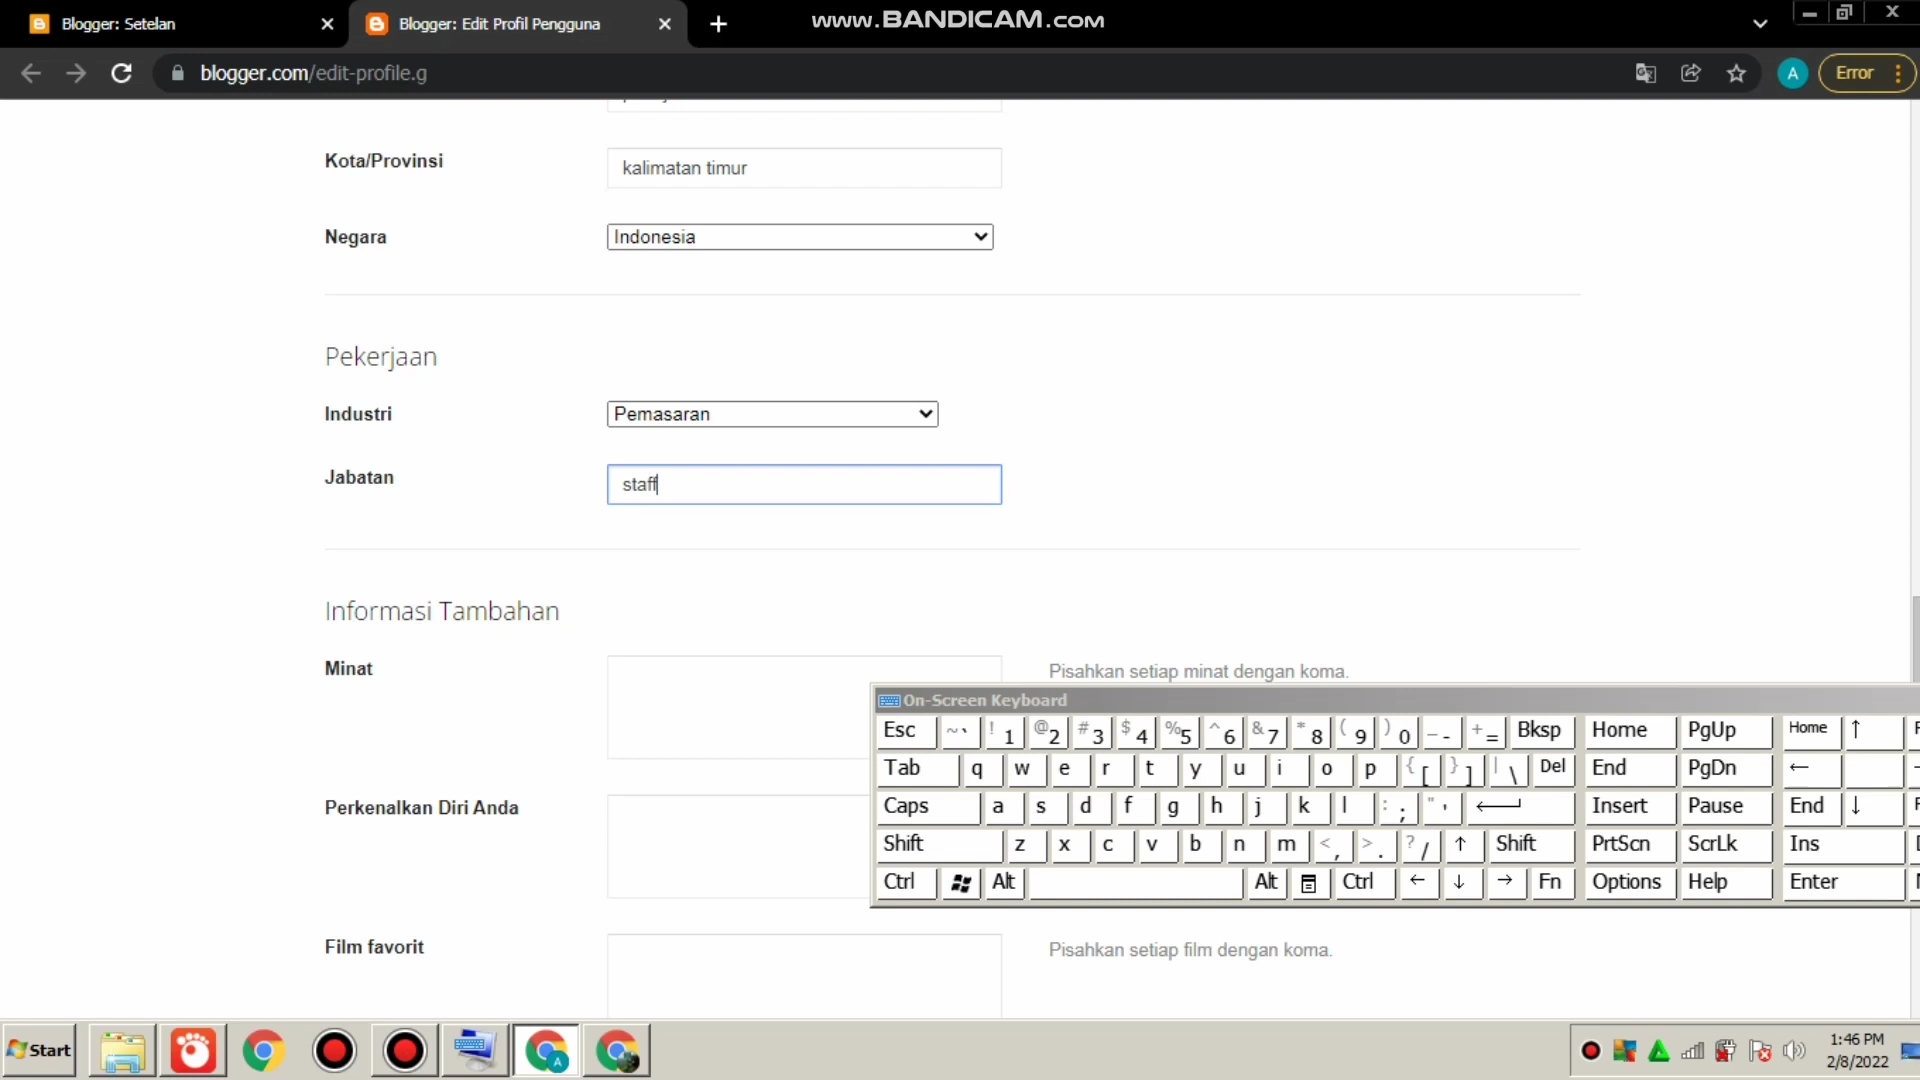 Blogger: Setelan
Blogger: Edit Profil Pengguna
www.BANDICAM.com
blogger.com/edit-profile.g
A
Error
Kota/Provinsi
kalimatan timur
Negara
Indonesia
Pekerjaan
Industri
Pemasaran
Jabatan
staff
Informasi Tambahan
Minat
Pisahkan setiap minat dengan koma.
On-Screen Keyboard
Esc ~ ` ! 1 @ 2 # 3 $ 4 % 5 ^ 6 & 7 * 8 ( 9 ) 0 _ - + = Bksp Home PgUp Home ↑
Tab q w e r t y u i o p { [ } ] | \ Del End PgDn ←
Caps a s d f g h j k l : ; " ' Insert Pause End ↓
Shift z x c v b n m < , > . ? / ↑ Shift PrtScn ScrLk Ins
Ctrl Alt Alt Ctrl ← ↓ → Fn Options Help Enter
Perkenalkan Diri Anda
Film favorit
Pisahkan setiap film dengan koma.
Start
A
1:46 PM
2/8/2022